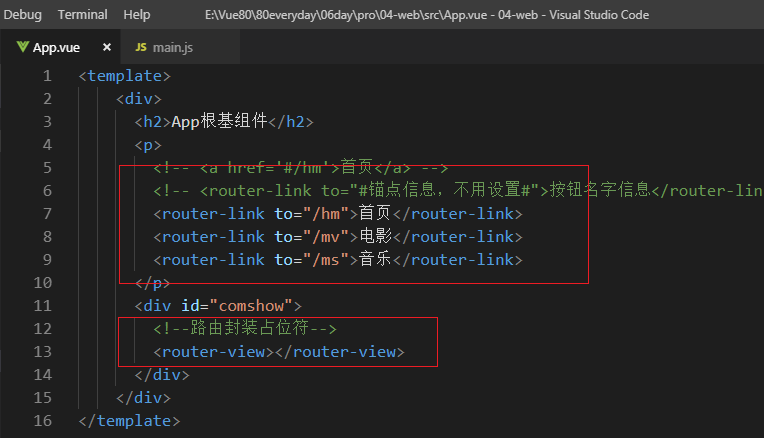 Debug Terminal Help E:\Vue80\80everyday\06day\pro\04-web\src\App.vue - 04-web - Visual Studio Code
App.vue × JS main.js
1 <template>
2 <div>
3 <h2>App根基组件</h2>
4 <p>
5 <!-- <a href='#/hm'>首页</a> -->
6 <!-- <router-link to="#锚点信息，不用设置#">按钮名字信息</router-lin
7 <router-link to="/hm">首页</router-link>
8 <router-link to="/mv">电影</router-link>
9 <router-link to="/ms">音乐</router-link>
10 </p>
11 <div id="comshow">
12 <!--路由封装占位符-->
13 <router-view></router-view>
14 </div>
15 </div>
16 </template>